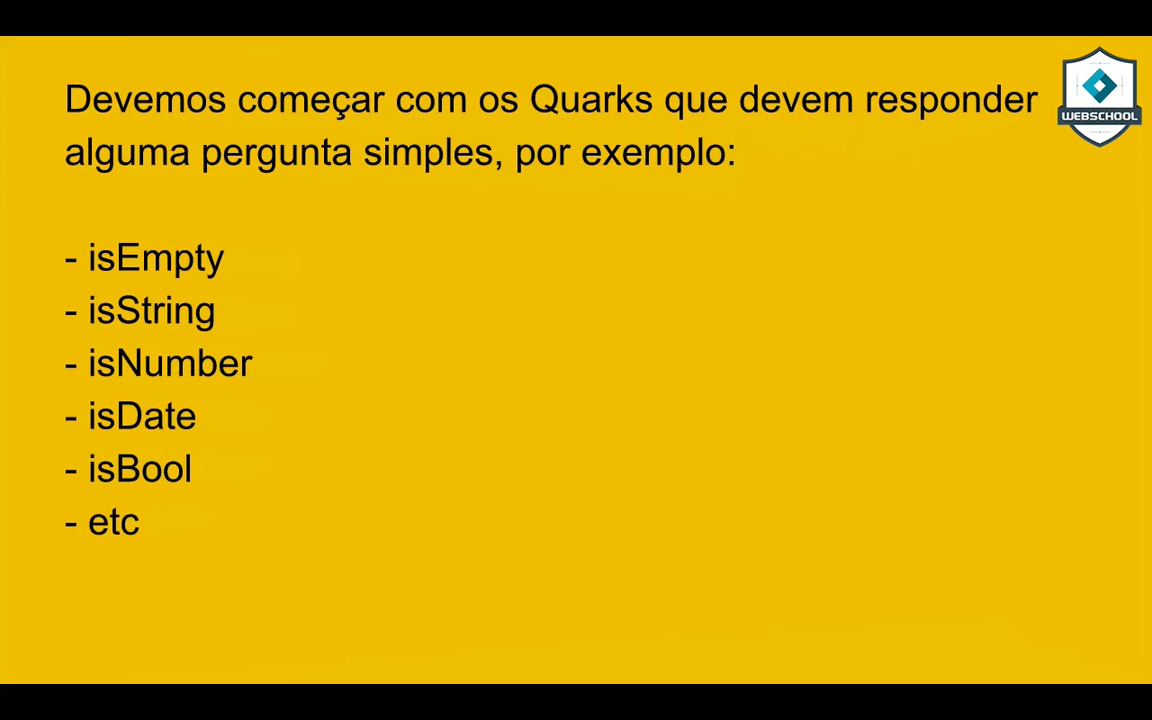 Devemos começar com os Quarks que devem responder
alguma pergunta simples, por exemplo:
- isEmpty
- isString
- isNumber
- isDate
- isBool
- etc
WEBSCHOOL